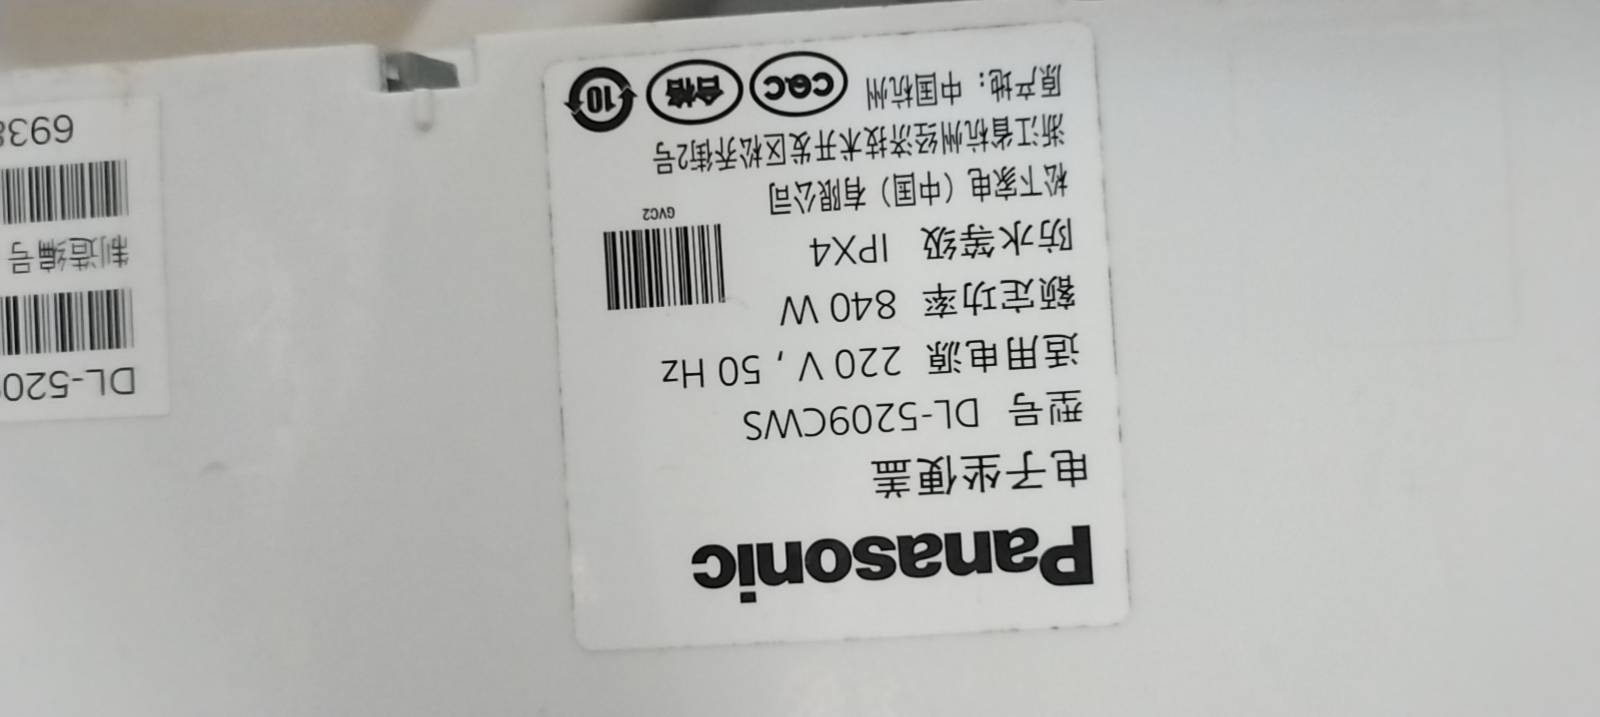 Panasonic
电子坐便盖
型号 DL-5209CWS
适用电源 220 V , 50 Hz
额定功率 840 W
防水等级 IPX4
GVC2
松下家电（中国）有限公司
浙江省杭州经济技术开发区松乔街2号
原产地：中国杭州
CQC
合格
10
DL-520
制造编号
693